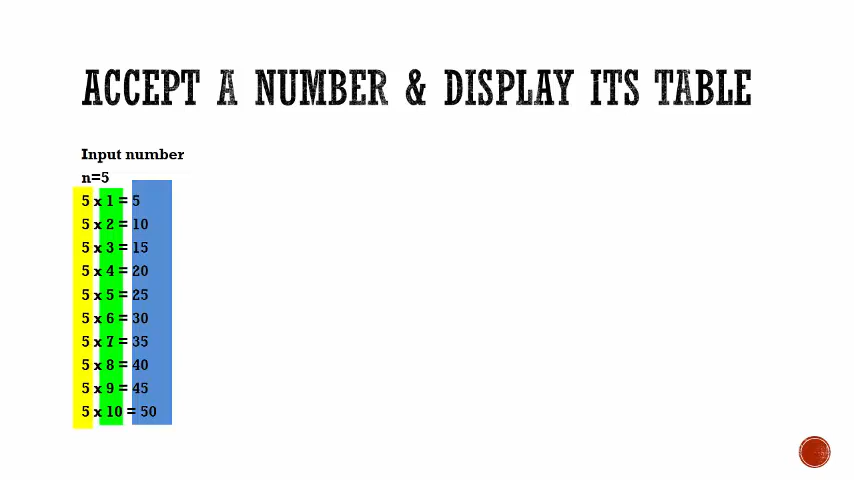 ACCEPT A NUMBER & DISPLAY ITS TABLE
Input number
n=5
5 x 1 = 5
5 x 2 = 10
5 x 3 = 15
5 x 4 = 20
5 x 5 = 25
5 x 6 = 30
5 x 7 = 35
5 x 8 = 40
5 x 9 = 45
5 x 10 = 50